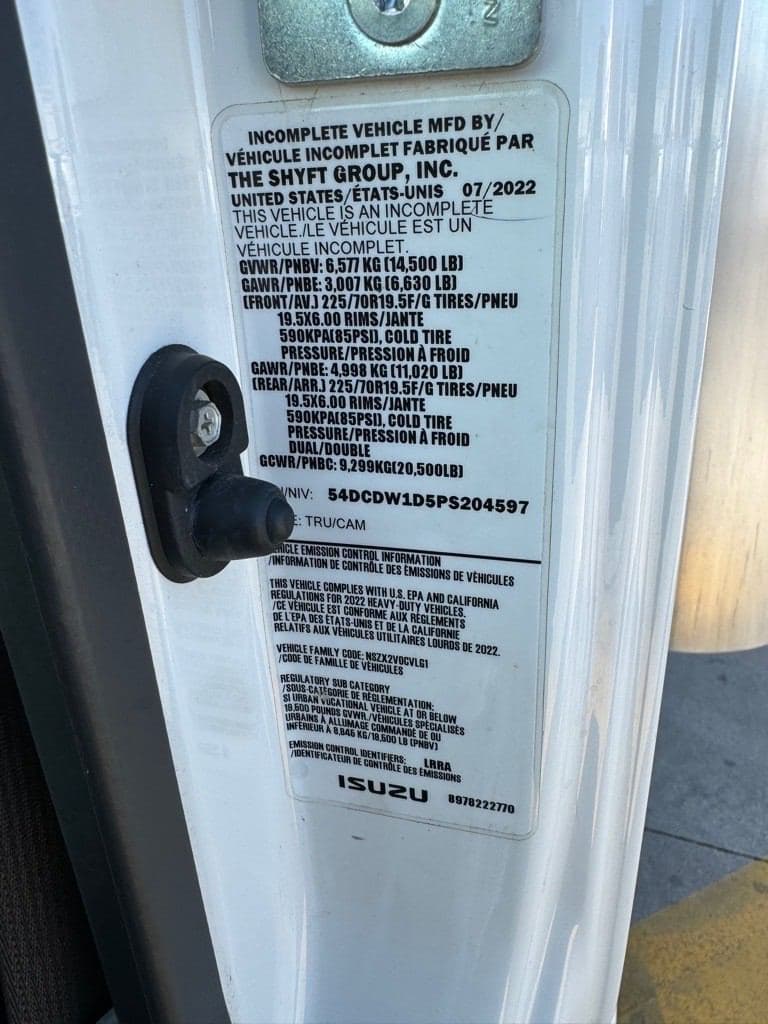 N
INCOMPLETE VEHICLE MFD BY/
VÉHICULE INCOMPLET FABRIQUÉ PAR
THE SHYFT GROUP, INC.
UNITED STATES/ÉTATS-UNIS 07/2022
THIS VEHICLE IS AN INCOMPLETE
VEHICLE./LE VÉHICULE EST UN
VÉHICULE INCOMPLET.
GVWR/PNBV: 6,577 KG (14,500 LB)
GAWR/PNBE: 3,007 KG (6,630 LB)
(FRONT/AV.) 225/70R19.5F/G TIRES/PNEU
19.5X6.00 RIMS/JANTE
590KPA(85PSI), COLD TIRE
PRESSURE/PRESSION À FROID
GAWR/PNBE: 4,998 KG (11,020 LB)
(REAR/ARR.) 225/70R19.5F/G TIRES/PNEU
19.5X6.00 RIMS/JANTE
590KPA(85PSI), COLD TIRE
PRESSURE/PRESSION À FROID
DUAL/DOUBLE
GCWR/PNBC: 9,299KG(20,500LB)
/NIV: 54DCDW1D5PS204597
E: TRU/CAM
HICLE EMISSION CONTROL INFORMATION
/INFORMATION DE CONTRÔLE DES ÉMISSIONS DE VÉHICULES
THIS VEHICLE COMPLIES WITH U.S. EPA AND CALIFORNIA
REGULATIONS FOR 2022 HEAVY-DUTY VEHICLES.
/CE VÉHICULE EST CONFORME AUX RÈGLEMENTS
DE L'EPA DES ÉTATS-UNIS ET DE LA CALIFORNIE
RELATIFS AUX VÉHICULES UTILITAIRES LOURDS DE 2022.
VEHICLE FAMILY CODE: NSZX2VOCVLG1
/CODE DE FAMILLE DE VÉHICULES
REGULATORY SUB CATEGORY
/SOUS-CATÉGORIE DE RÉGLEMENTATION:
SI URBAN VOCATIONAL VEHICLE AT OR BELOW
19,500 POUNDS GVWR/VÉHICULES SPÉCIALISÉS
URBAINS À ALLUMAGE COMMANDÉ DE OU
INFÉRIEUR À 8,846 KG/19,500 LB (PNBV)
EMISSION CONTROL IDENTIFIERS: LRRA
/IDENTIFICATEUR DE CONTRÔLE DES ÉMISSIONS
ISUZU 8978222770